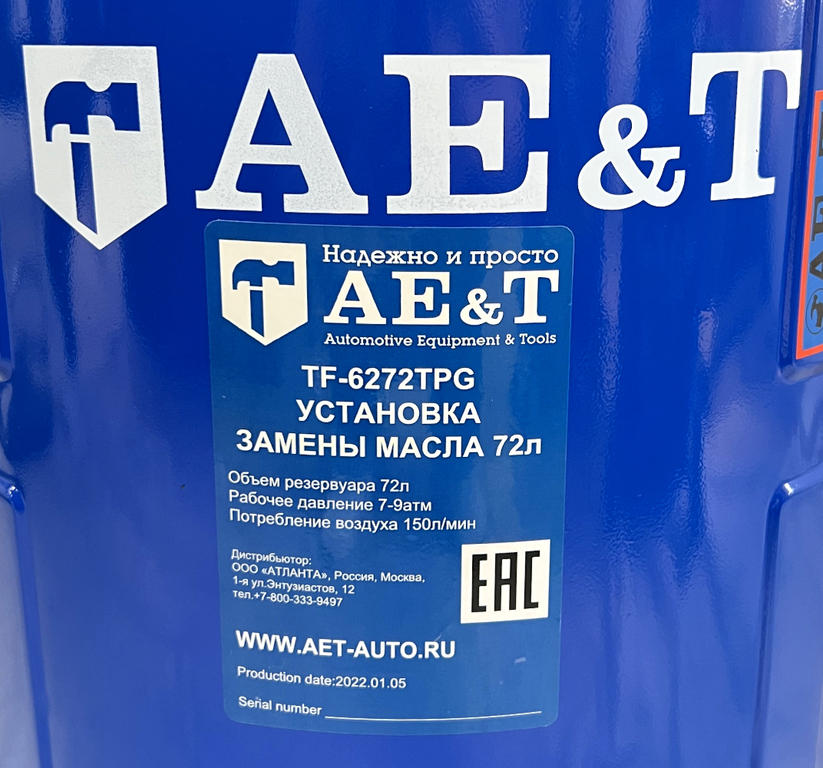 AE&T
Надежно и просто
AE&T
Automotive Equipment & Tools
TF-6272TPG
УСТАНОВКА
ЗАМЕНЫ МАСЛА 72л
Объем резервуара 72л
Рабочее давление 7-9атм
Потребление воздуха 150л/мин
Дистрибьютор:
ООО «АТЛАНТА», Россия, Москва,
1-я ул.Энтузиастов, 12
тел.+7-800-333-9497
EAC
WWW.AET-AUTO.RU
Production date:2022.01.05
Serial number